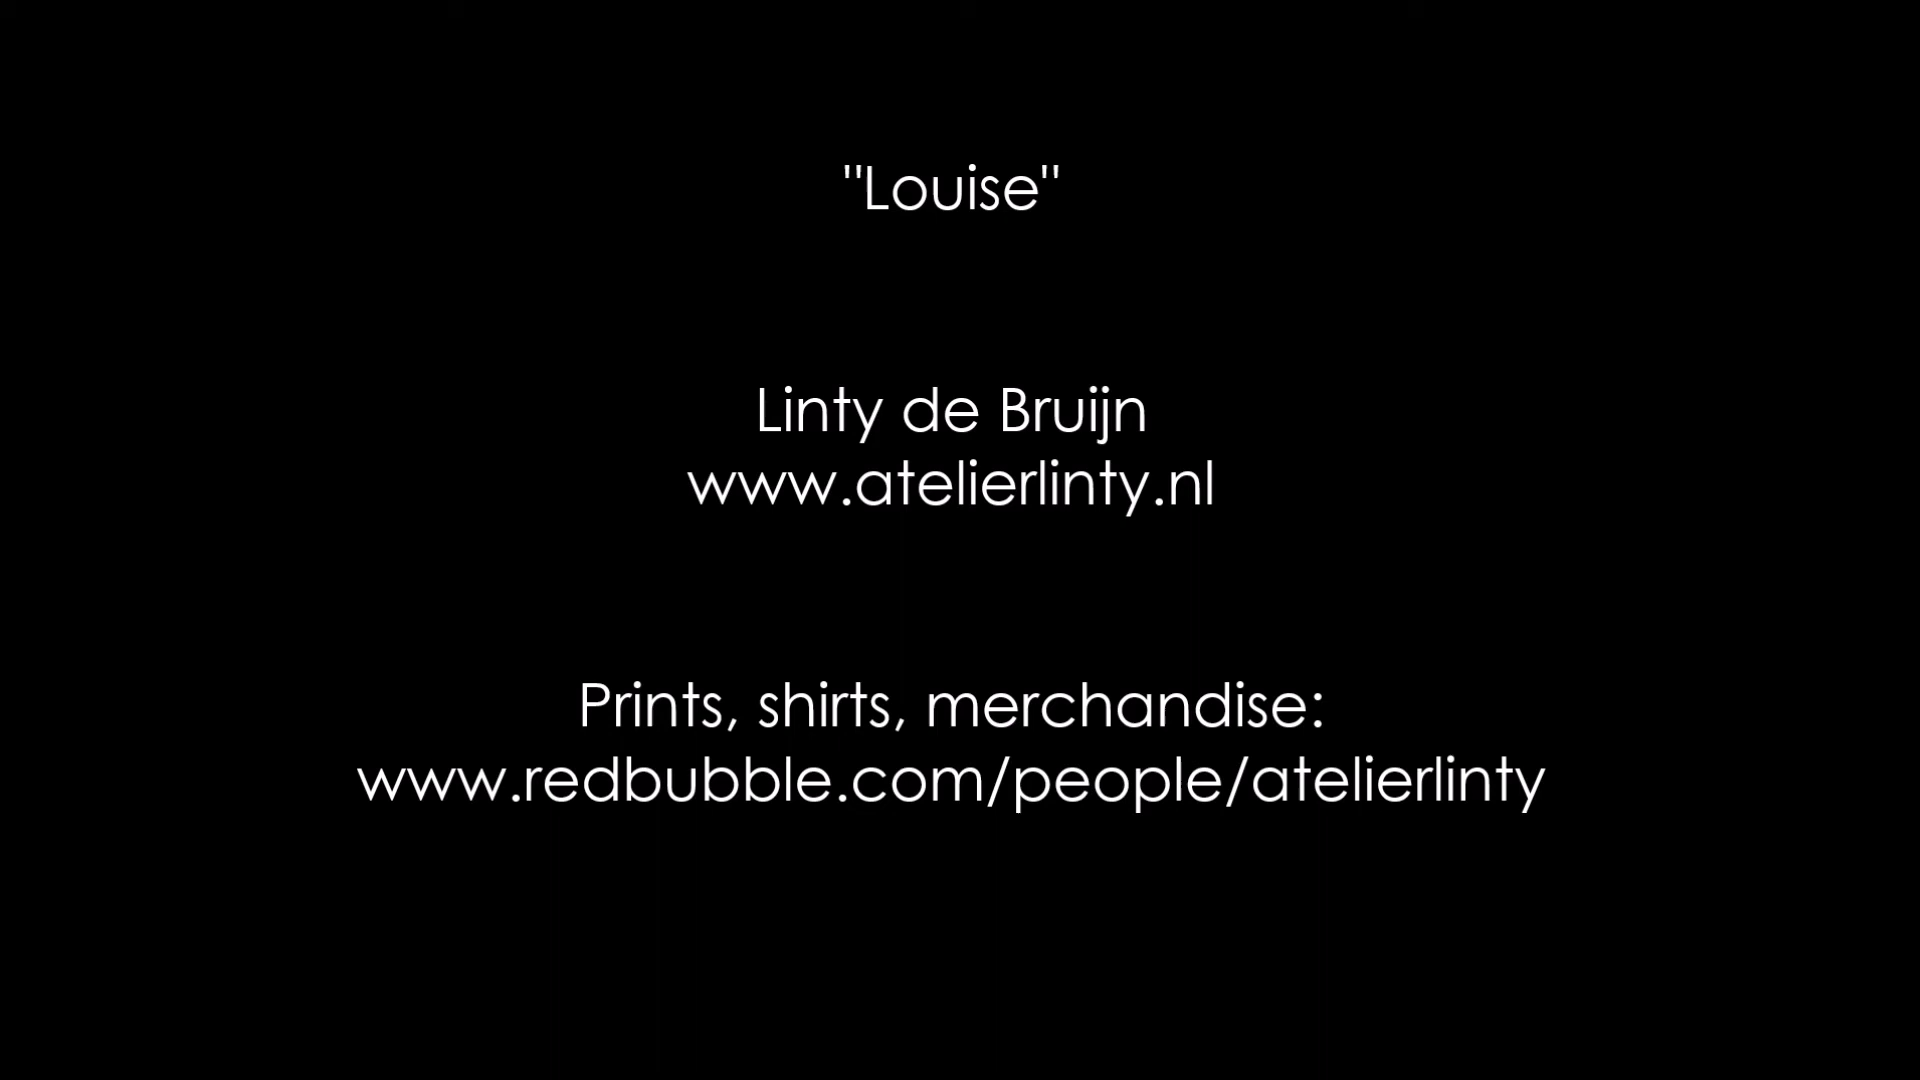 "Louise"
Linty de Bruijn
www.atelierlinty.nl
Prints, shirts, merchandise:
www.redbubble.com/people/atelierlinty